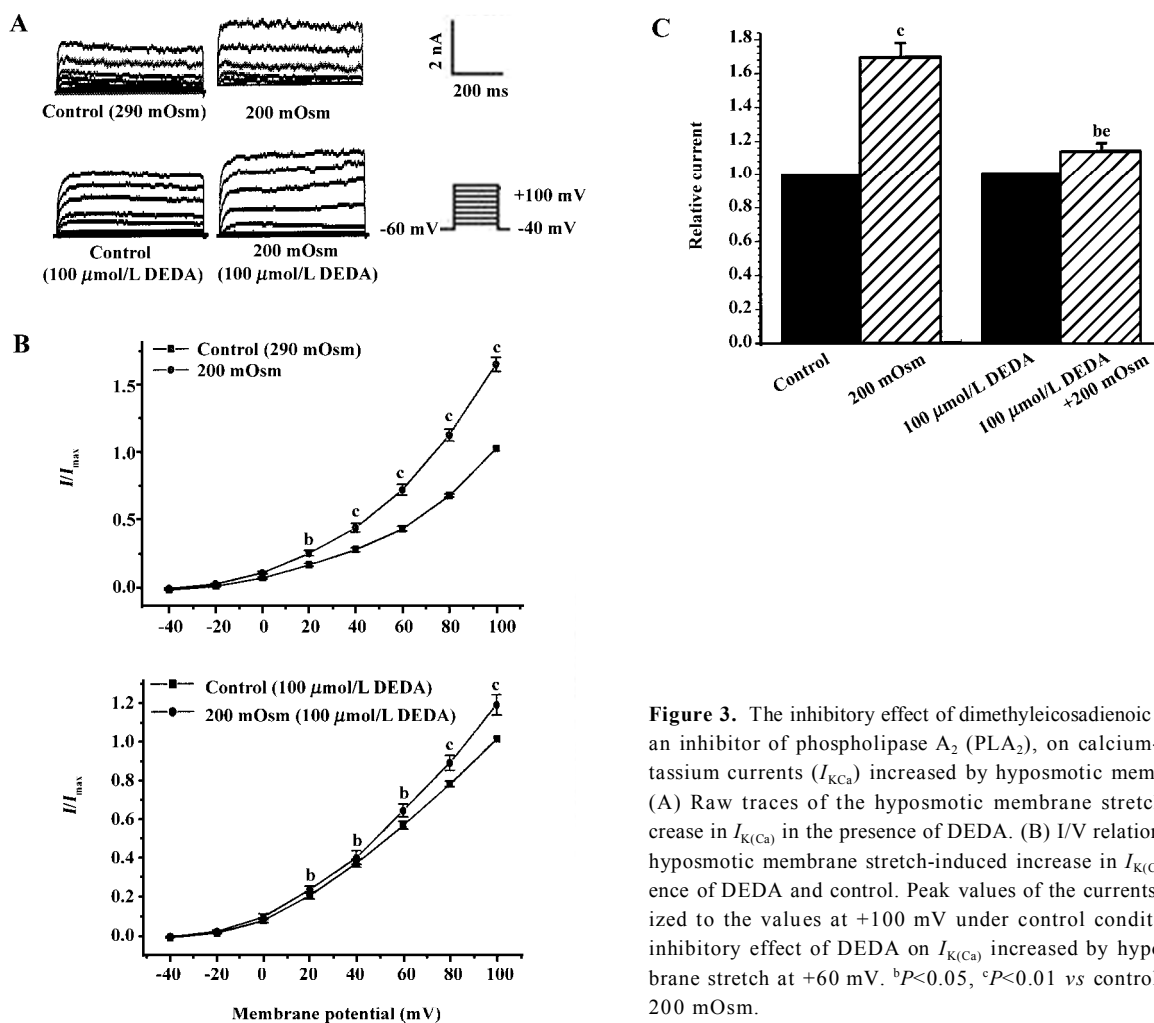 A
Control (290 mOsm)
200 mOsm
2 nA
200 ms
Control
(100 μmol/L DEDA)
200 mOsm
(100 μmol/L DEDA)
-60 mV
+100 mV
-40 mV
B
Control (290 mOsm)
200 mOsm
I/Imax
1.5
1.0
0.5
0.0
b
c
c
c
c
-40 -20 0 20 40 60 80 100
Control (100 μmol/L DEDA)
200 mOsm (100 μmol/L DEDA)
I/Imax
1.2
1.0
0.8
0.6
0.4
0.2
0.0
b
b
b
c
c
-40 -20 0 20 40 60 80 100
Membrane potential (mV)
C
Relative current
1.8
1.6
1.4
1.2
1.0
0.8
0.6
0.4
0.2
0.0
c
be
Control
200 mOsm
100 μmol/L DEDA
100 μmol/L DEDA
+200 mOsm
Figure 3. The inhibitory effect of dimethyleicosadienoic
an inhibitor of phospholipase A2 (PLA2), on calcium-
tassium currents (IKCa) increased by hyposmotic mem
(A) Raw traces of the hyposmotic membrane stretc
crease in IK(Ca) in the presence of DEDA. (B) I/V relation
hyposmotic membrane stretch-induced increase in IK(C
ence of DEDA and control. Peak values of the currents
ized to the values at +100 mV under control condit
inhibitory effect of DEDA on IK(Ca) increased by hypo
brane stretch at +60 mV. bP<0.05, cP<0.01 vs control
200 mOsm.